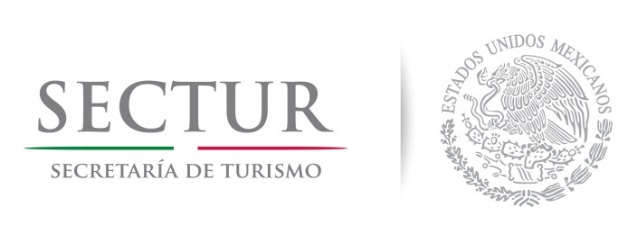 SECTUR
SECRETARÍA DE TURISMO
ESTADOS UNIDOS MEXICANOS